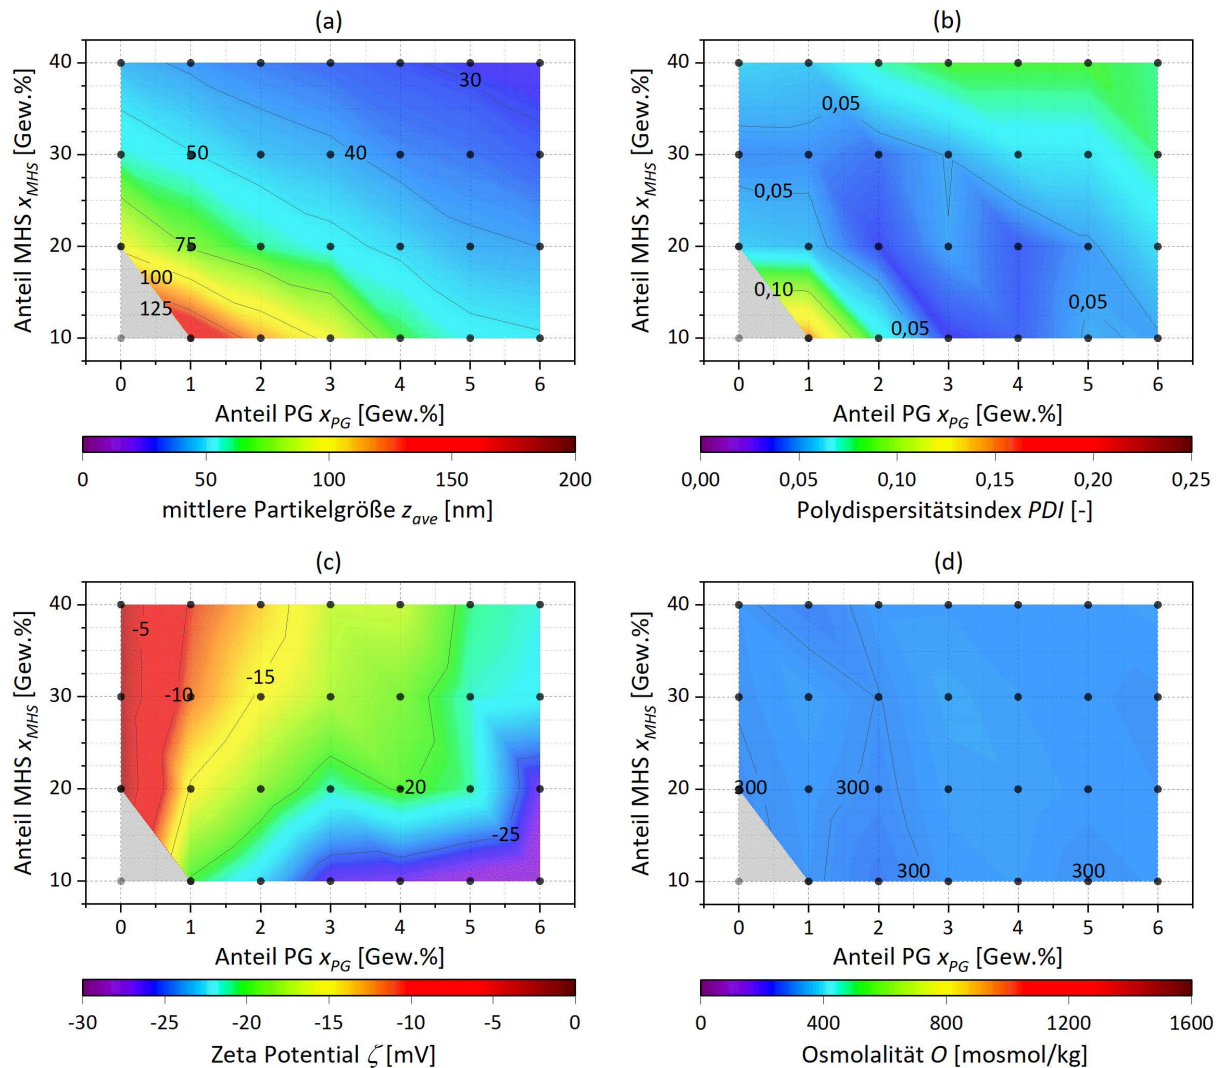 (a)
40
30
20
10
Anteil MHS x_MHS [Gew.%]
30
50
40
75
100
125
0 1 2 3 4 5 6
Anteil PG x_PG [Gew.%]
0 50 100 150 200
mittlere Partikelgröße z_ave [nm]
(b)
40
30
20
10
Anteil MHS x_MHS [Gew.%]
0,05
0,05
0,10
0,05
0,05
0 1 2 3 4 5 6
Anteil PG x_PG [Gew.%]
0,00 0,05 0,10 0,15 0,20 0,25
Polydispersitätsindex PDI [-]
(c)
40
30
20
10
Anteil MHS x_MHS [Gew.%]
-5
-10
-15
-20
-25
0 1 2 3 4 5 6
Anteil PG x_PG [Gew.%]
-30 -25 -20 -15 -10 -5 0
Zeta Potential ζ [mV]
(d)
40
30
20
10
Anteil MHS x_MHS [Gew.%]
300
300
300
300
0 1 2 3 4 5 6
Anteil PG x_PG [Gew.%]
0 400 800 1200 1600
Osmolalität O [mosmol/kg]